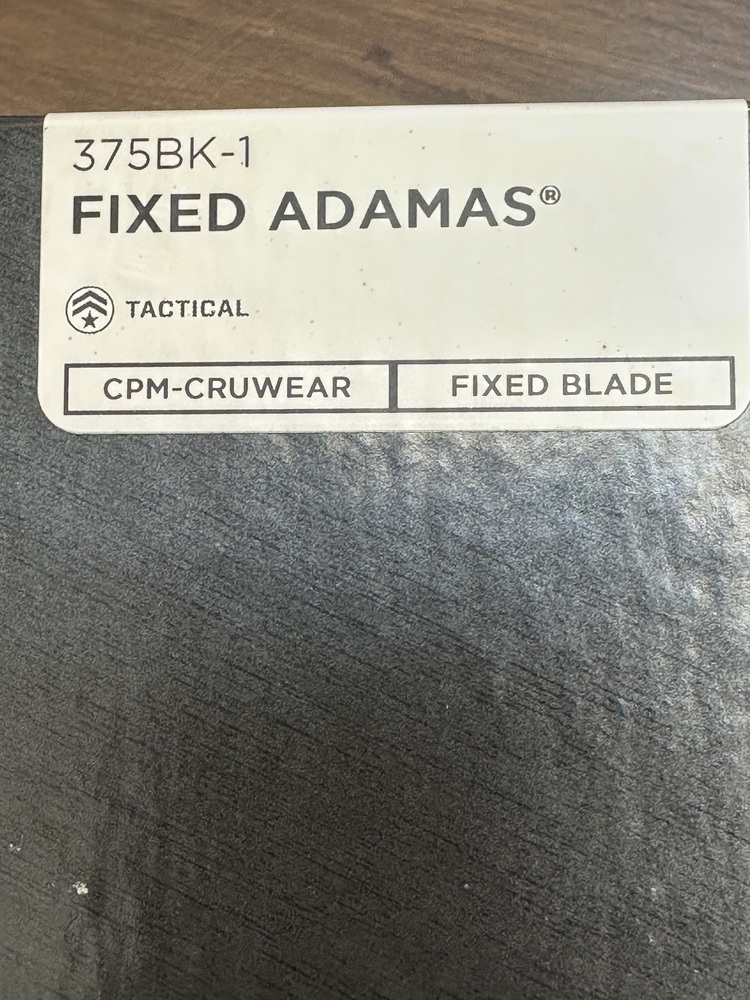 375BK-1
FIXED ADAMAS®
TACTICAL
CPM-CRUWEAR FIXED BLADE